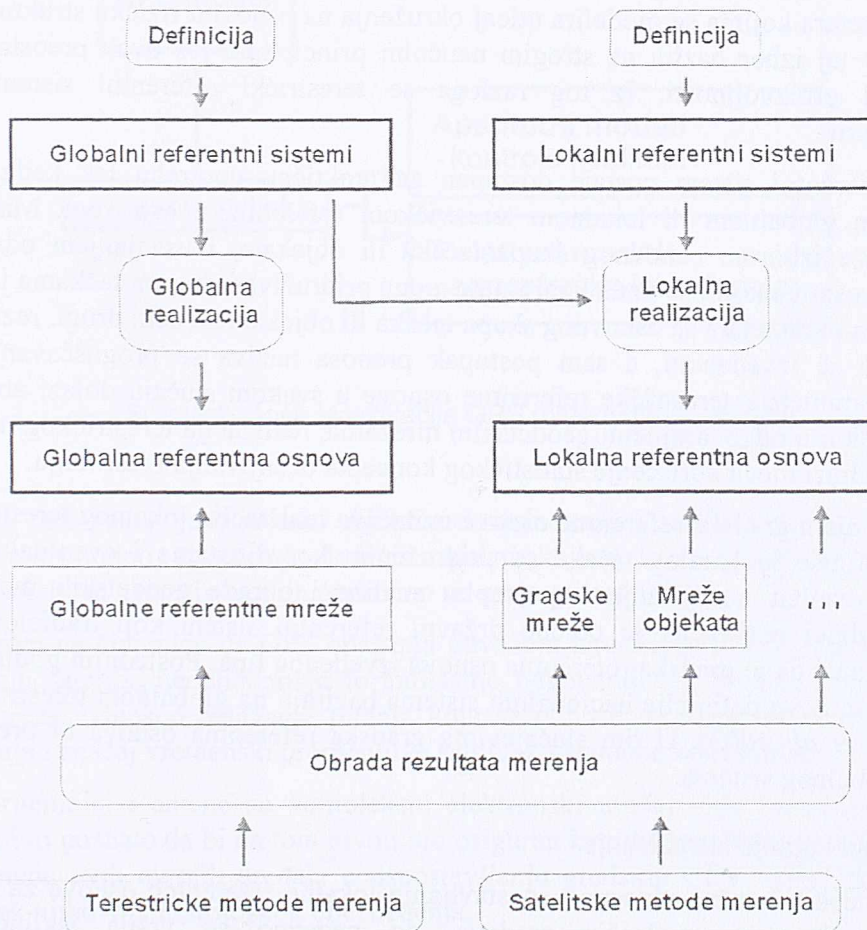 Definicija
Definicija
Globalni referentni sistemi
Lokalni referentni sistemi
Globalna
realizacija
Lokalna
realizacija
Globalna referentna osnova
Lokalna referentna osnova
Globalne referentne mreže
Gradske
mreže
Mreže
objekata
...
Obrada rezultata merenja
Terestricke metode merenja
Satelitske metode merenja